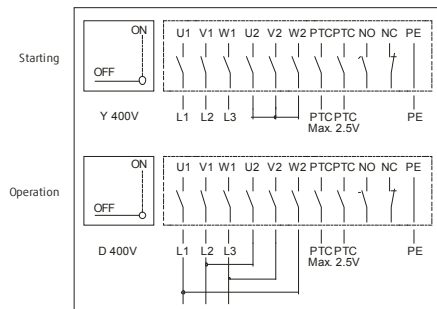 Starting
ON
OFF
Y 400V
U1 V1 W1 U2 V2 W2 PTC PTC NO NC PE
L1 L2 L3 PTC PTC PE
Max. 2.5V
Operation
ON
OFF
D 400V
U1 V1 W1 U2 V2 W2 PTC PTC NO NC PE
L1 L2 L3 PTC PTC PE
Max. 2.5V